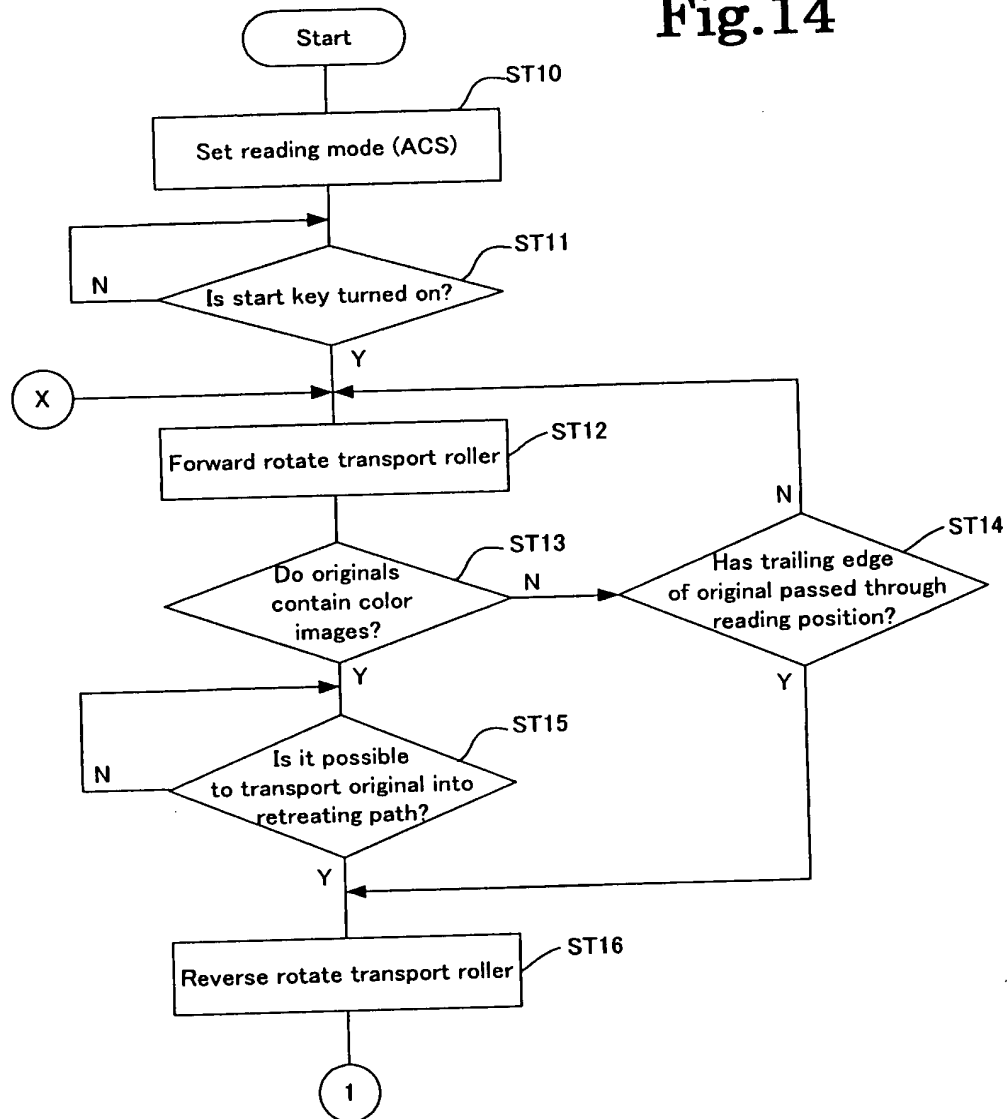 Fig.14
Start
ST10
Set reading mode (ACS)
ST11
Is start key turned on?
N
Y
X
ST12
Forward rotate transport roller
N
ST14
ST13
Do originals
contain color
images?
N
Has trailing edge
of original passed through
reading position?
Y
Y
ST15
Is it possible
to transport original into
retreating path?
N
Y
ST16
Reverse rotate transport roller
1